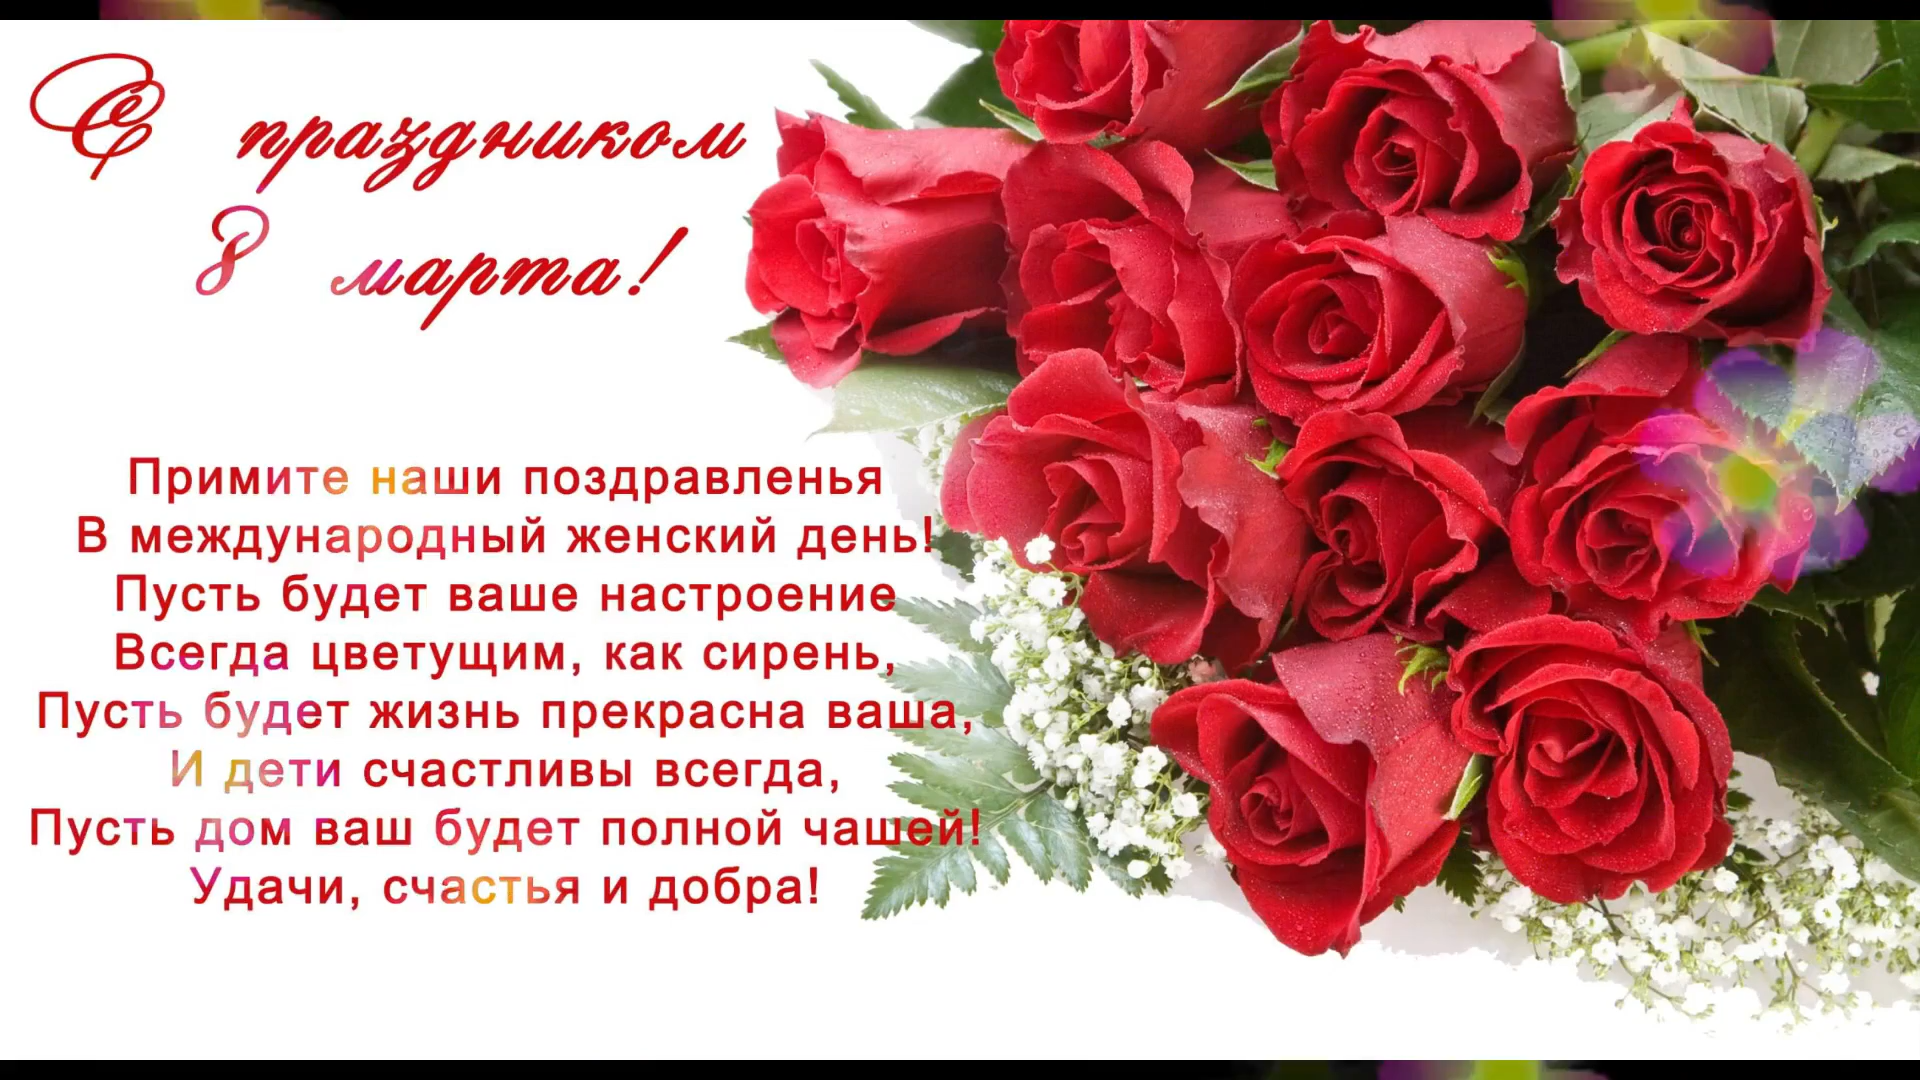 С праздником
8 марта!
Примите наши поздравленья
В международный женский день!
Пусть будет ваше настроение
Всегда цветущим, как сирень,
Пусть будет жизнь прекрасна ваша,
И дети счастливы всегда,
Пусть дом ваш будет полной чашей!
Удачи, счастья и добра!